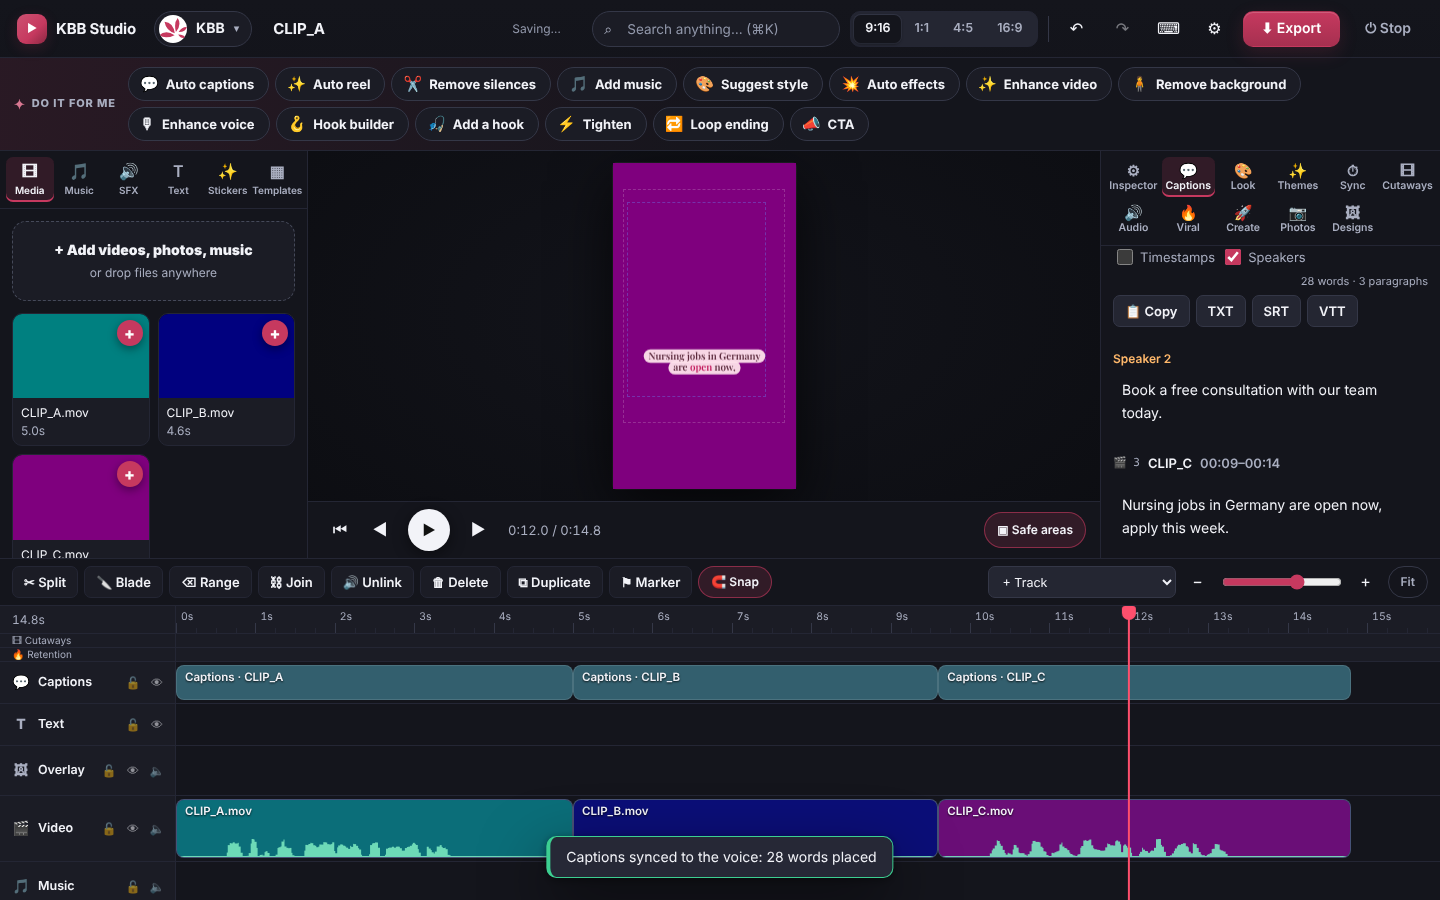 KBB Studio
KBB
CLIP_A
Saving...
Search anything... (⌘K)
9:16
1:1
4:5
16:9
Export
Stop
DO IT FOR ME
Auto captions
Auto reel
Remove silences
Add music
Suggest style
Auto effects
Enhance video
Remove background
Enhance voice
Hook builder
Add a hook
Tighten
Loop ending
CTA
Media
Music
SFX
Text
Stickers
Templates
+ Add videos, photos, music
or drop files anywhere
CLIP_A.mov
5.0s
CLIP_B.mov
4.6s
CLIP_C.mov
Nursing jobs in Germany
are open now,
0:12.0 / 0:14.8
Safe areas
Inspector
Captions
Look
Themes
Sync
Cutaways
Audio
Viral
Create
Photos
Designs
Timestamps
Speakers
28 words · 3 paragraphs
Copy
TXT
SRT
VTT
Speaker 2
Book a free consultation with our team
today.
3 CLIP_C 00:09–00:14
Nursing jobs in Germany are open now,
apply this week.
Split
Blade
Range
Join
Unlink
Delete
Duplicate
Marker
Snap
+ Track
Fit
14.8s
0s
1s
2s
3s
4s
5s
6s
7s
8s
9s
10s
11s
12s
13s
14s
15s
Cutaways
Retention
Captions
Captions · CLIP_A
Captions · CLIP_B
Captions · CLIP_C
Text
Overlay
Video
CLIP_A.mov
CLIP_B.mov
CLIP_C.mov
Captions synced to the voice: 28 words placed
Music